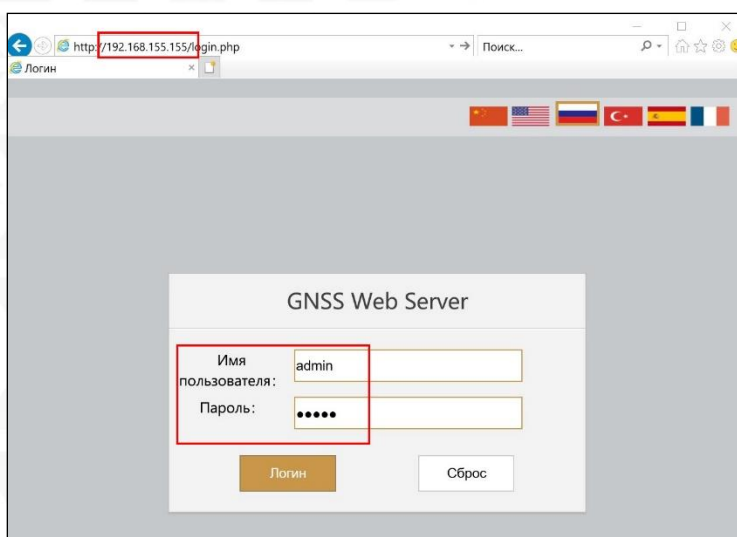 http://192.168.155.155/login.php
Поиск...
Логин
GNSS Web Server
Имя
пользователя:
admin
Пароль:
•••••
Логин
Сброс